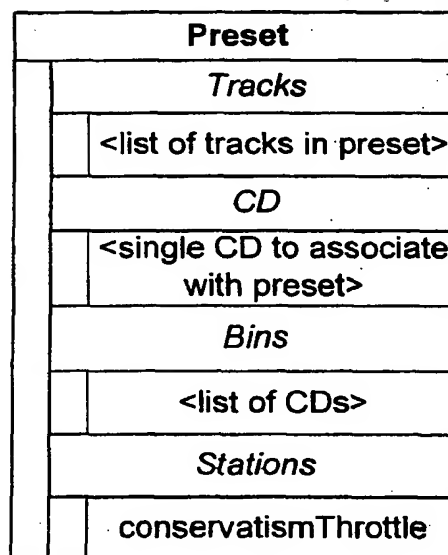 Preset
Tracks
<list of tracks in preset>
CD
<single CD to associate
with preset>
Bins
<list of CDs>
Stations
conservatismThrottle